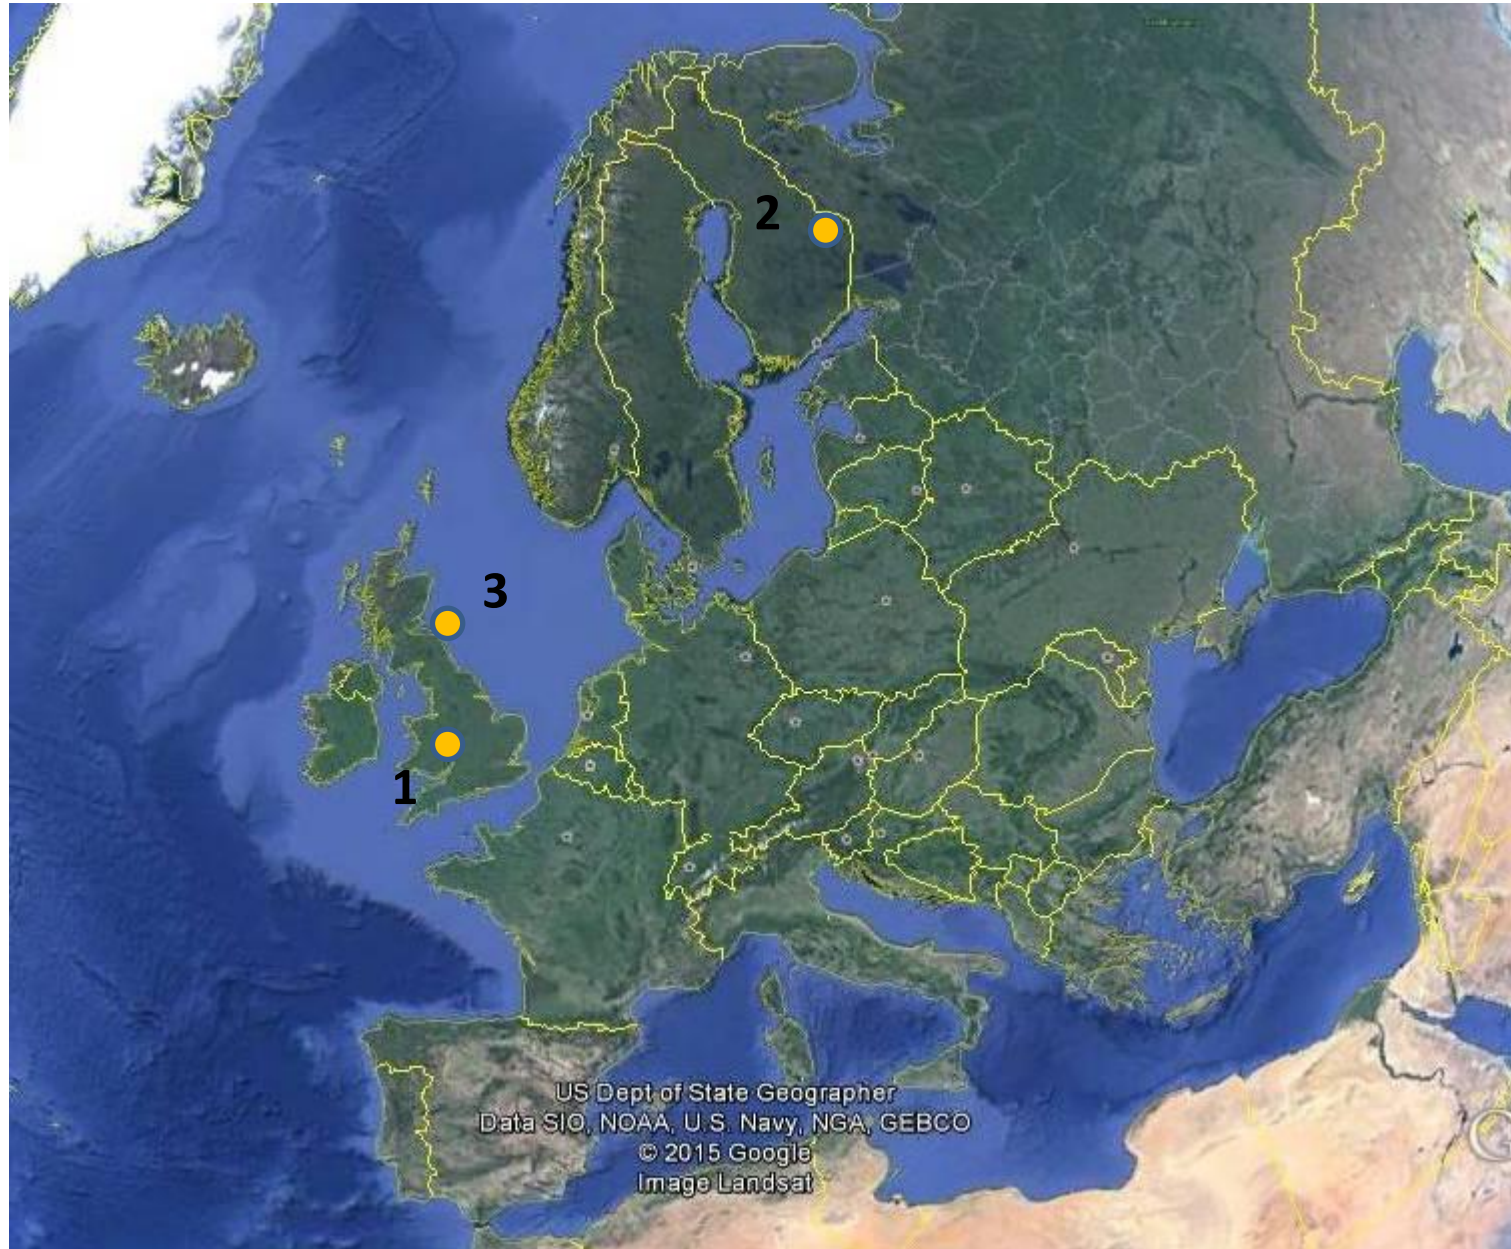 2
3
1
US Dept of State Geographer
Data SIO, NOAA, U.S. Navy, NGA, GEBCO
© 2015 Google
Image Landsat